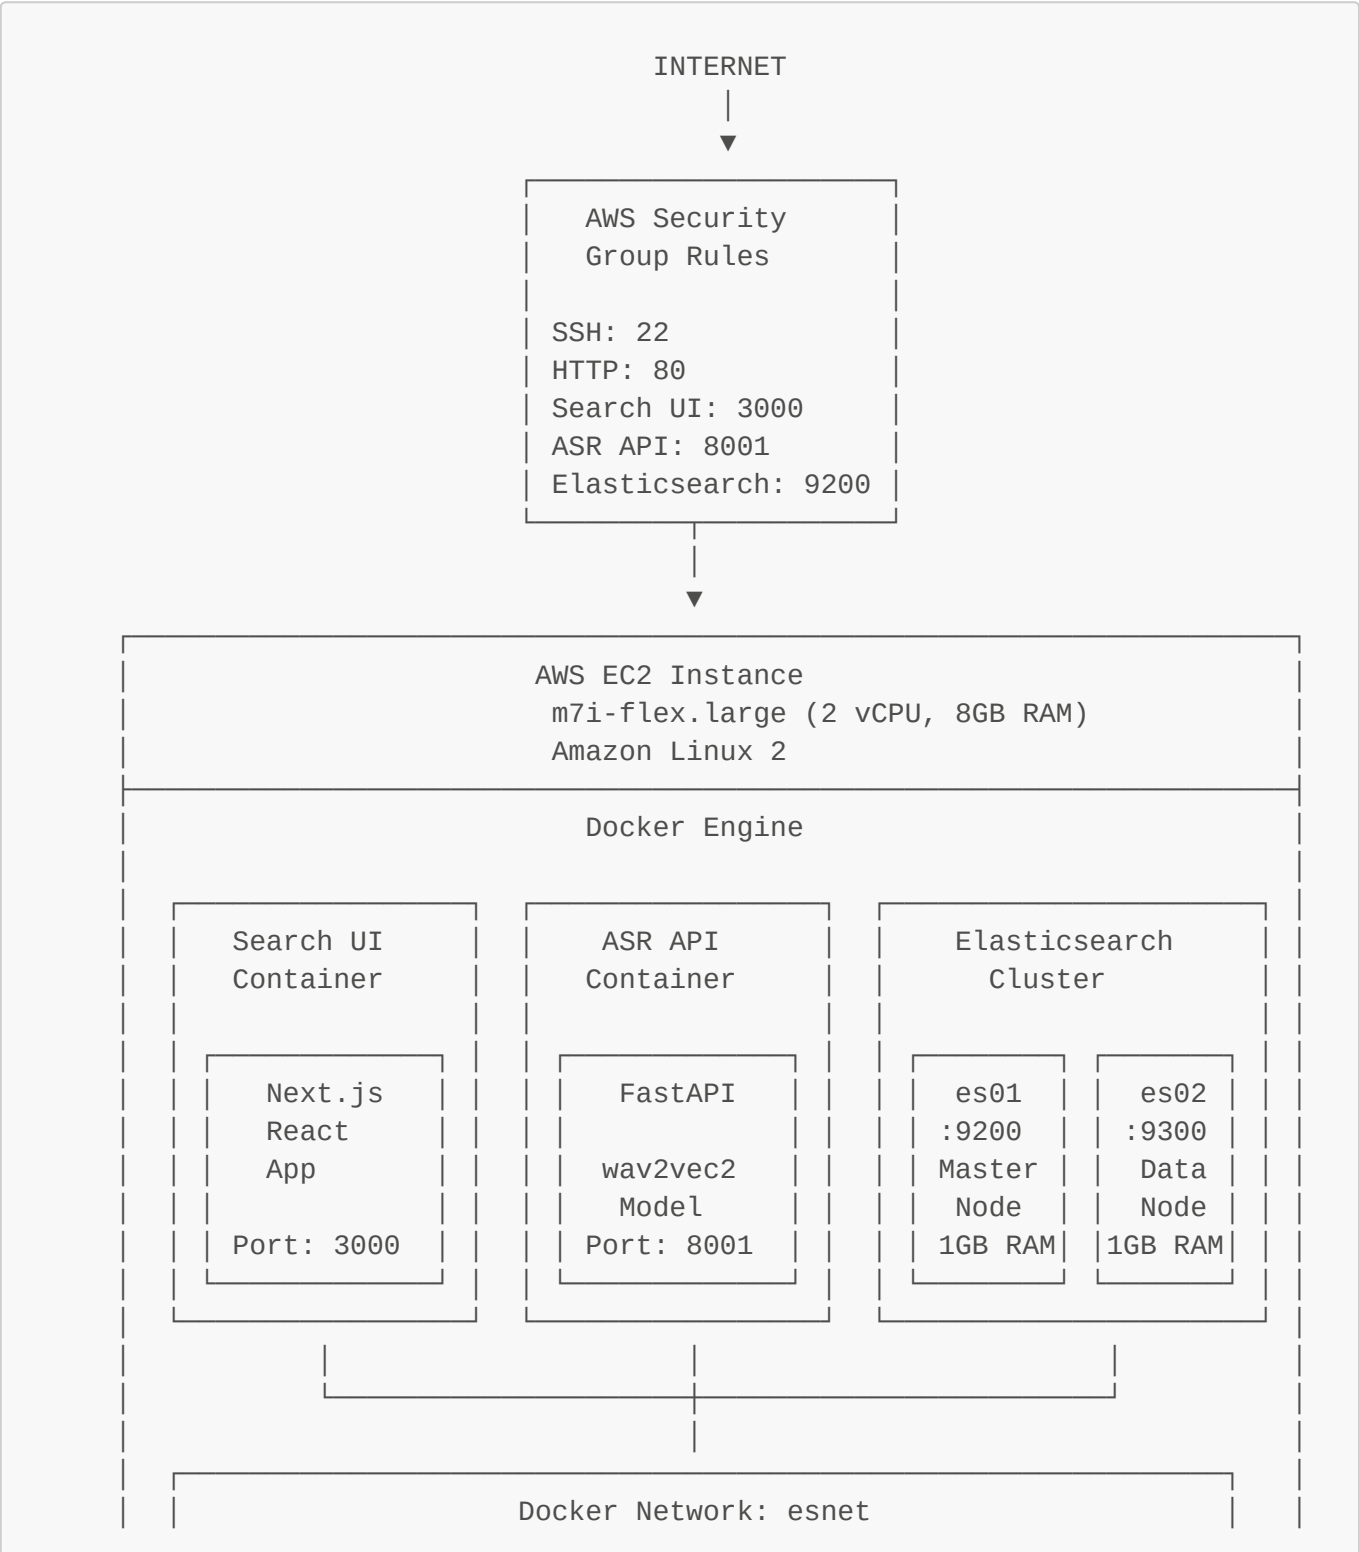 INTERNET
AWS Security
Group Rules
SSH: 22
HTTP: 80
Search UI: 3000
ASR API: 8001
Elasticsearch: 9200
AWS EC2 Instance
m7i-flex.large (2 vCPU, 8GB RAM)
Amazon Linux 2
Docker Engine
Search UI
Container
Next.js
React
App
Port: 3000
ASR API
Container
FastAPI
wav2vec2
Model
Port: 8001
Elasticsearch
Cluster
es01
:9200
Master
Node
1GB RAM
es02
:9300
Data
Node
1GB RAM
Docker Network: esnet